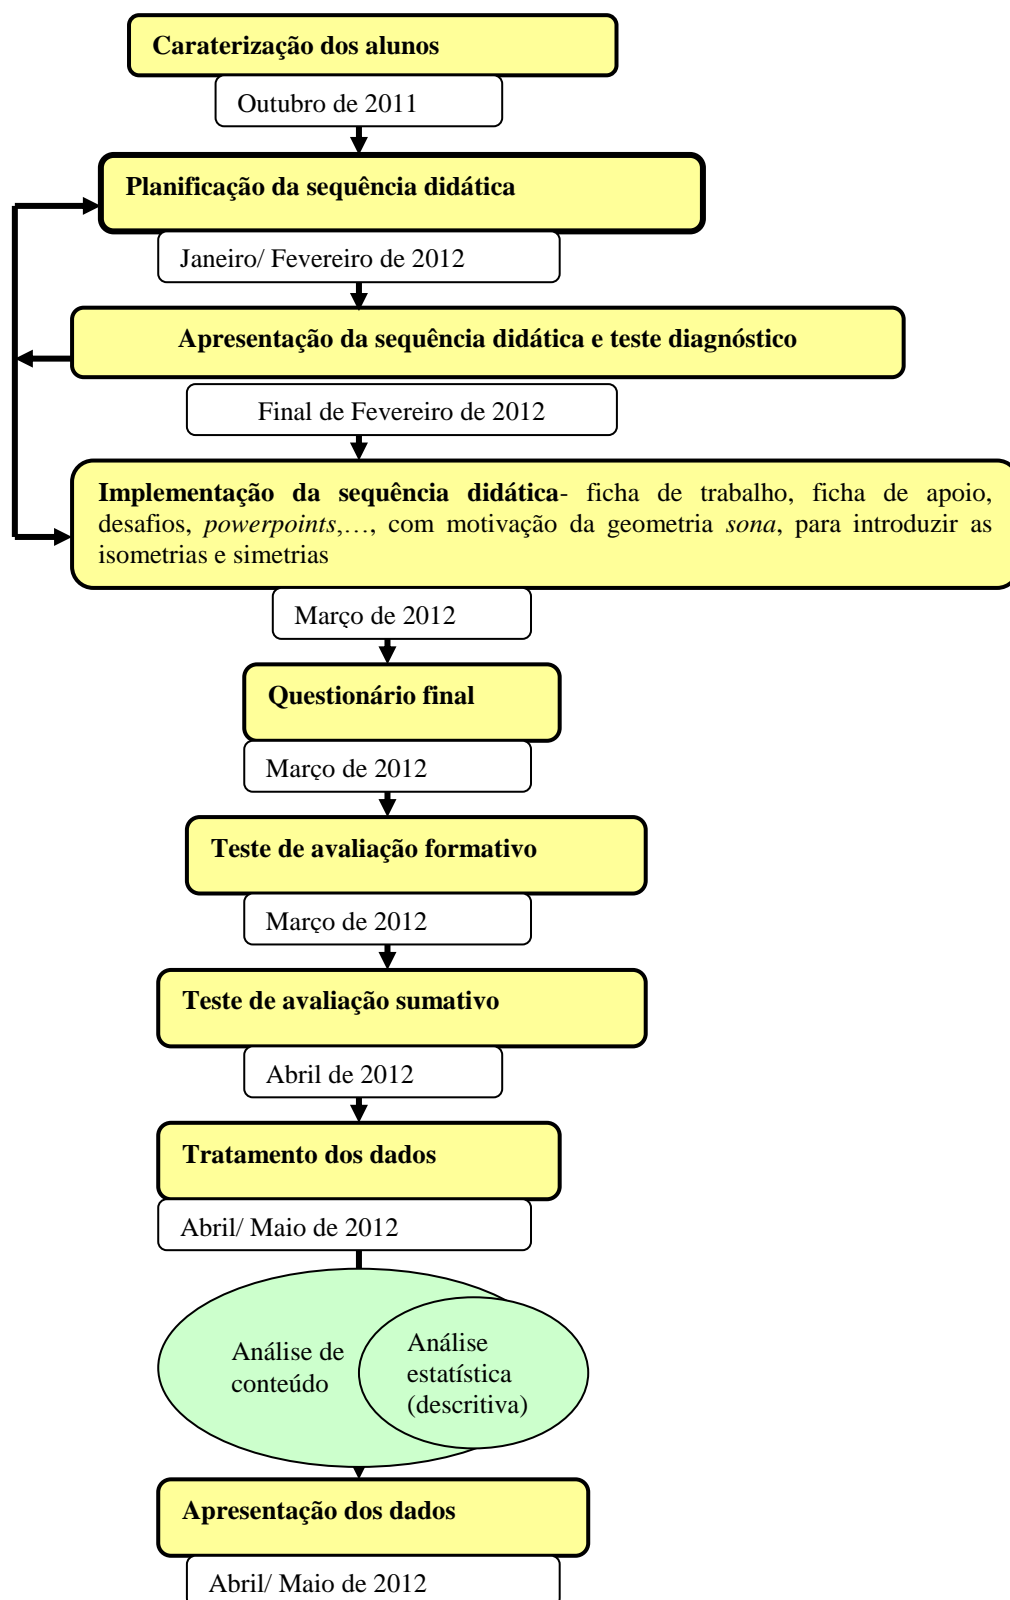 Caraterização dos alunos
Outubro de 2011
Planificação da sequência didática
Janeiro/ Fevereiro de 2012
Apresentação da sequência didática e teste diagnóstico
Final de Fevereiro de 2012
Implementação da sequência didática- ficha de trabalho, ficha de apoio,
desafios, powerpoints,…, com motivação da geometria sona, para introduzir as
isometrias e simetrias
Março de 2012
Questionário final
Março de 2012
Teste de avaliação formativo
Março de 2012
Teste de avaliação sumativo
Abril de 2012
Tratamento dos dados
Abril/ Maio de 2012
Análise de
conteúdo
Análise
estatística
(descritiva)
Apresentação dos dados
Abril/ Maio de 2012